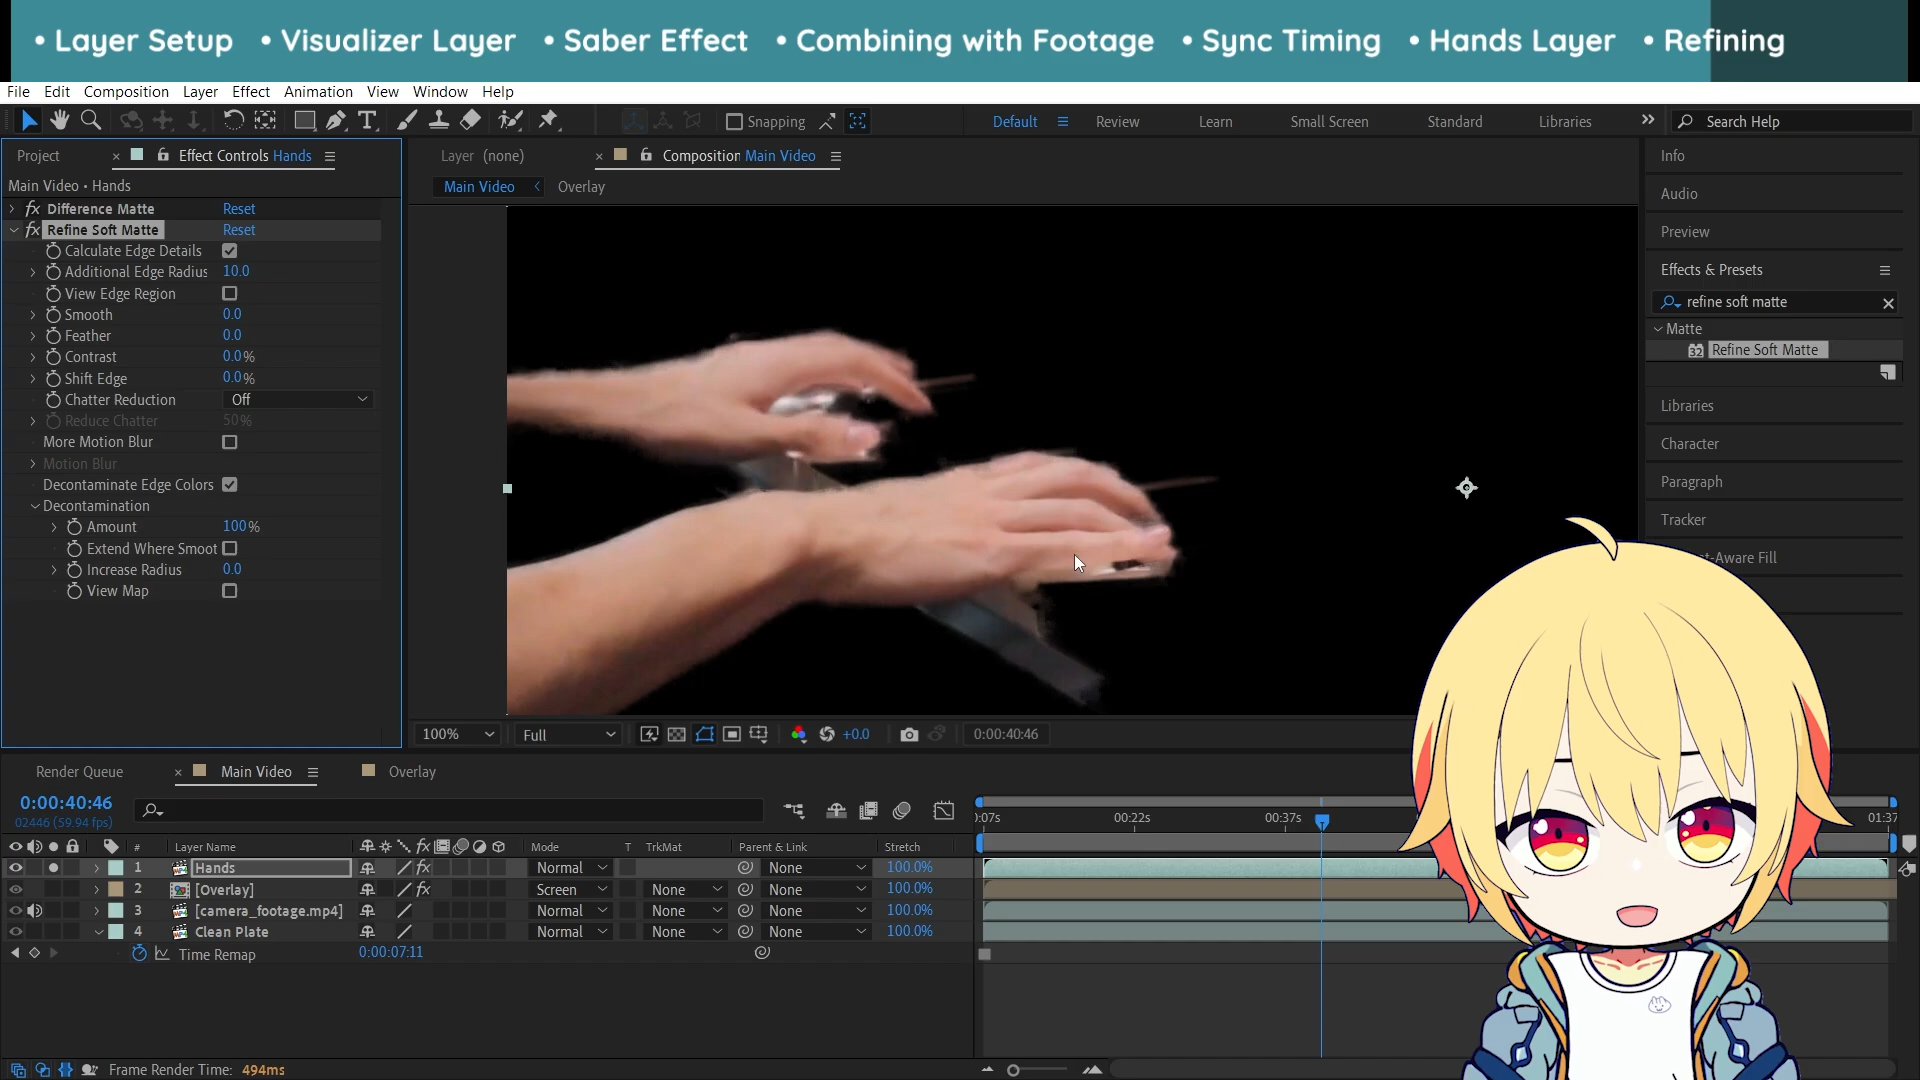 • Layer Setup • Visualizer Layer • Saber Effect • Combining with Footage • Sync Timing • Hands Layer • Refining
File Edit Composition Layer Effect Animation View Window Help
Snapping Default Review Learn Small Screen Standard Libraries Search Help
Project Effect Controls Hands
Layer (none) Composition Main Video
Main Video • Hands
Main Video Overlay
fx Difference Matte Reset
fx Refine Soft Matte Reset
Calculate Edge Details
Additional Edge Radius 10.0
View Edge Region
Smooth 0.0
Feather 0.0
Contrast 0.0%
Shift Edge 0.0%
Chatter Reduction Off
Reduce Chatter 50%
More Motion Blur
Motion Blur
Decontaminate Edge Colors
Decontamination
Amount 100%
Extend Where Smoot
Increase Radius 0.0
View Map
Info
Audio
Preview
Effects & Presets
refine soft matte
Matte
32 Refine Soft Matte
Libraries
Character
Paragraph
Tracker
t-Aware Fill
100% Full +0.0 0:00:40:46
Render Queue Main Video Overlay
0:00:40:46
02446 (59.94 fps)
):07s 00:22s 00:37s 01:37
# Layer Name fx Mode T TrkMat Parent & Link Stretch
1 Hands fx Normal None 100.0%
2 [Overlay] fx Screen None None 100.0%
3 [camera_footage.mp4] Normal None None 100.0%
4 Clean Plate Normal None None 100.0%
Time Remap 0:00:07:11
Frame Render Time: 494ms